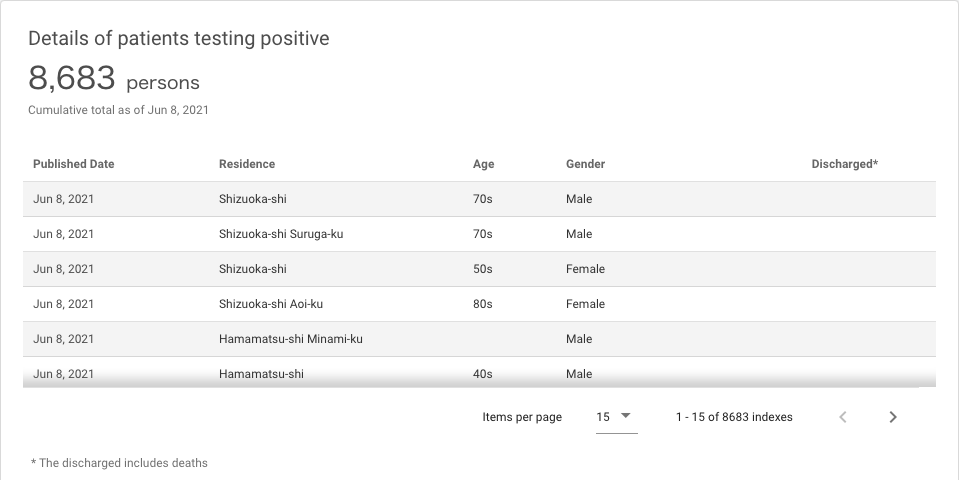 Details of patients testing positive
8,683 persons
Cumulative total as of Jun 8, 2021
Published Date Residence Age Gender Discharged*
Jun 8, 2021 Shizuoka-shi 70s Male
Jun 8, 2021 Shizuoka-shi Suruga-ku 70s Male
Jun 8, 2021 Shizuoka-shi 50s Female
Jun 8, 2021 Shizuoka-shi Aoi-ku 80s Female
Jun 8, 2021 Hamamatsu-shi Minami-ku Male
Jun 8, 2021 Hamamatsu-shi 40s Male
Items per page 15 1 - 15 of 8683 indexes
* The discharged includes deaths